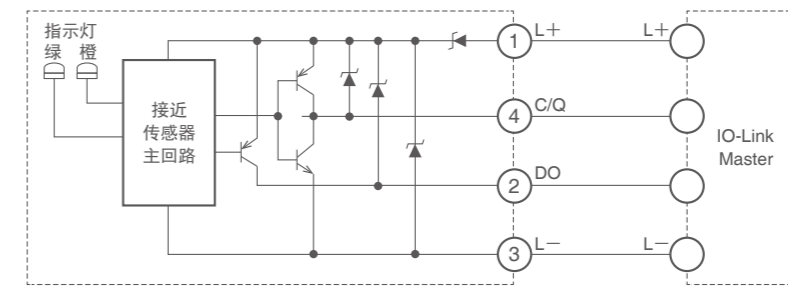 指示灯
绿 橙
接近
传感器
主回路
1 L+ L+
4 C/Q
IO-Link
Master
2 DO
3 L− L−